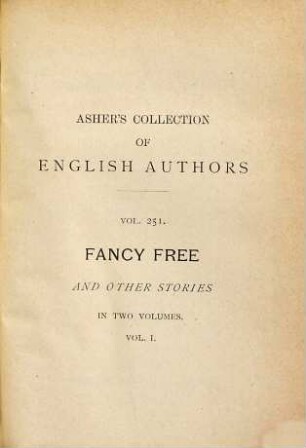 ASHER'S COLLECTION
OF
ENGLISH AUTHORS
VOL. 251.
FANCY FREE
AND OTHER STORIES
IN TWO VOLUMES.
VOL. I.